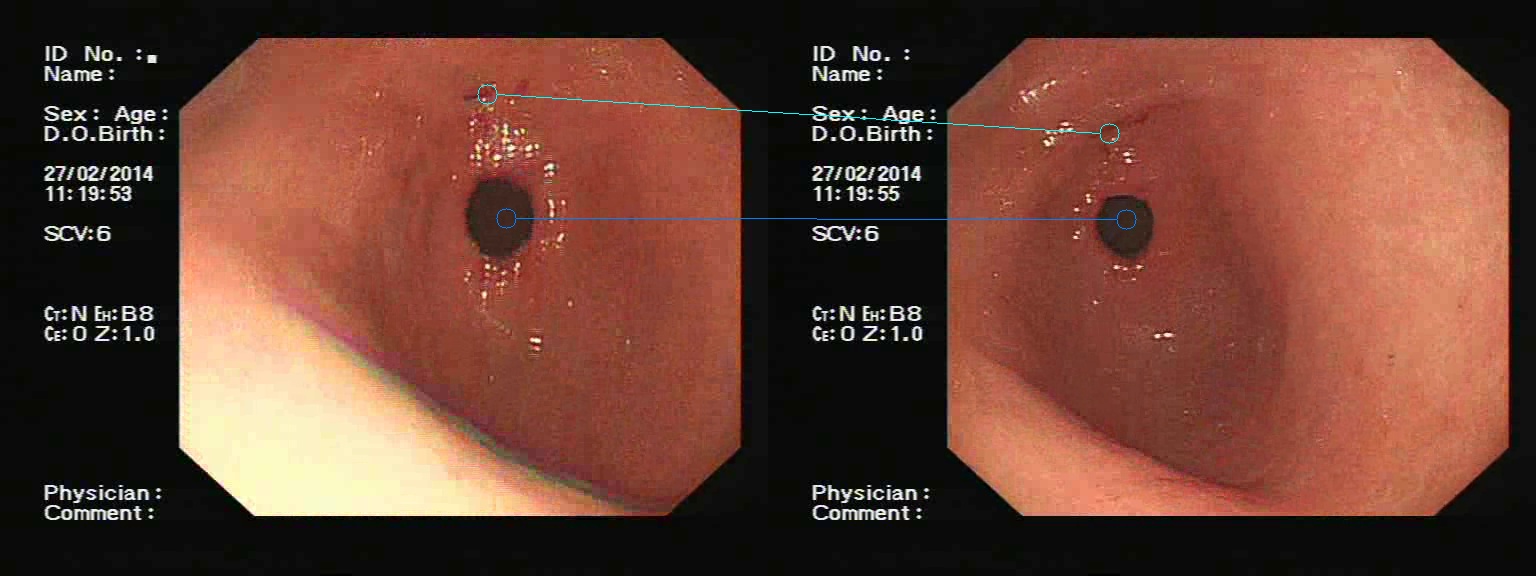 ID No. :
Name:
Sex: Age:
D.O.Birth:
27/02/2014
11:19:53
SCV:6
CT:N EH:B8
CE:0 Z:1.0
Physician:
Comment:
ID No. :
Name:
Sex: Age:
D.O.Birth:
27/02/2014
11:19:55
SCV:6
CT:N EH:B8
CE:0 Z:1.0
Physician:
Comment: